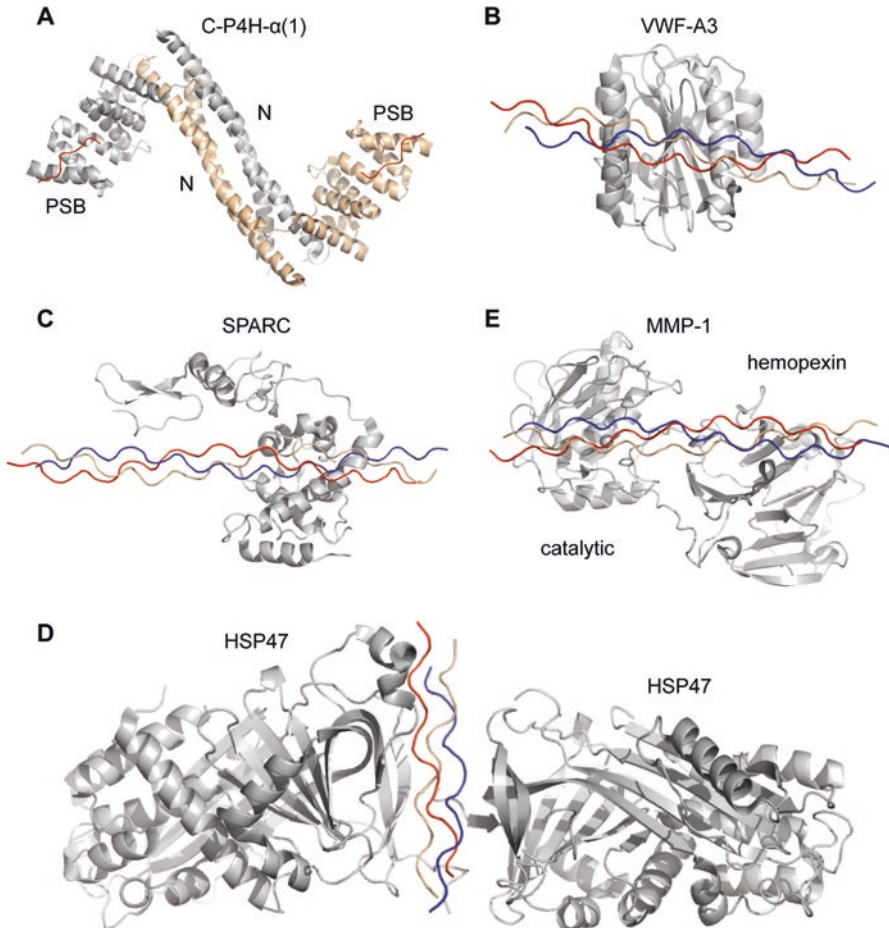 A
C-P4H-α(1)
N
PSB
N
PSB
B
VWF-A3
C
SPARC
E
MMP-1
hemopexin
catalytic
D
HSP47
HSP47